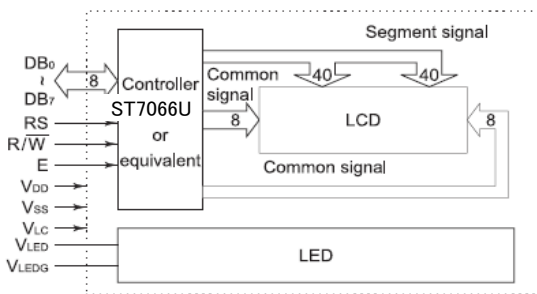 Segment signal
DB0
~
DB7
8
Controller
ST7066U
or
equivalent
Common
signal
40
40
8
LCD
8
Common signal
RS
R/W̅
E
VDD
VSS
VLC
VLED
VLEDG
LED